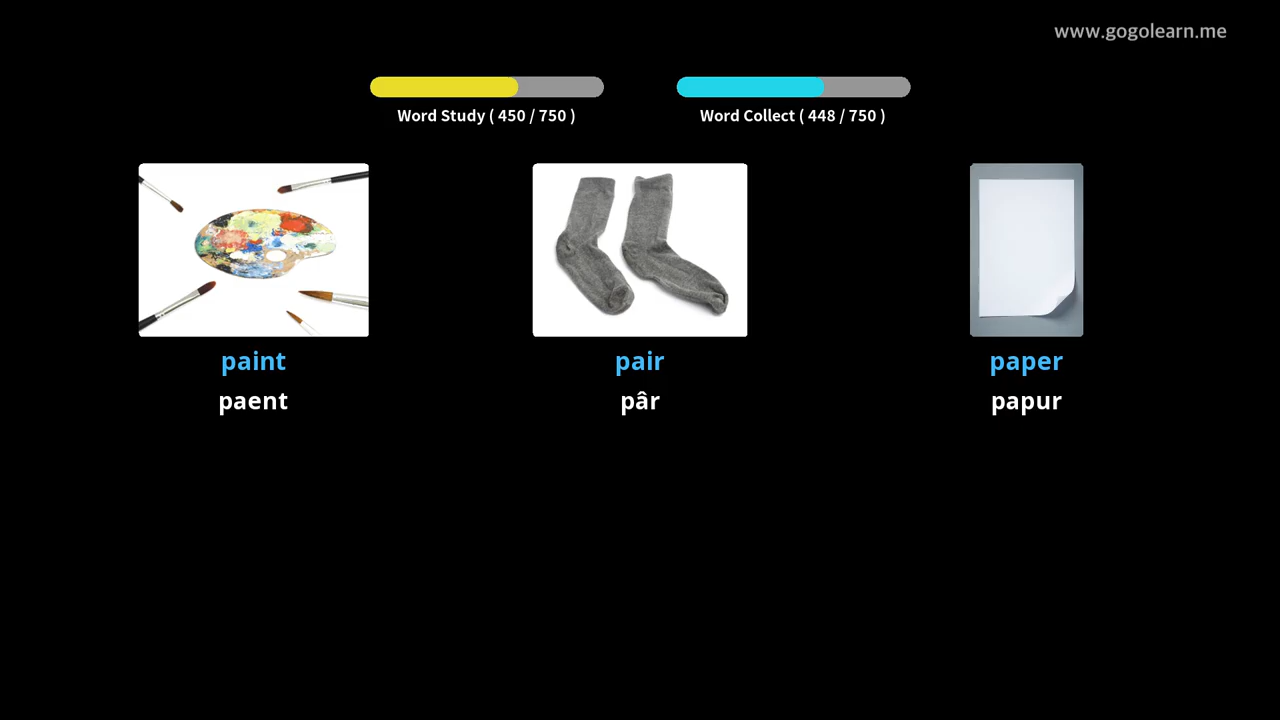 www.gogolearn.me
Word Study ( 450 / 750 )
Word Collect ( 448 / 750 )
paint
pair
paper
paent
pâr
papur